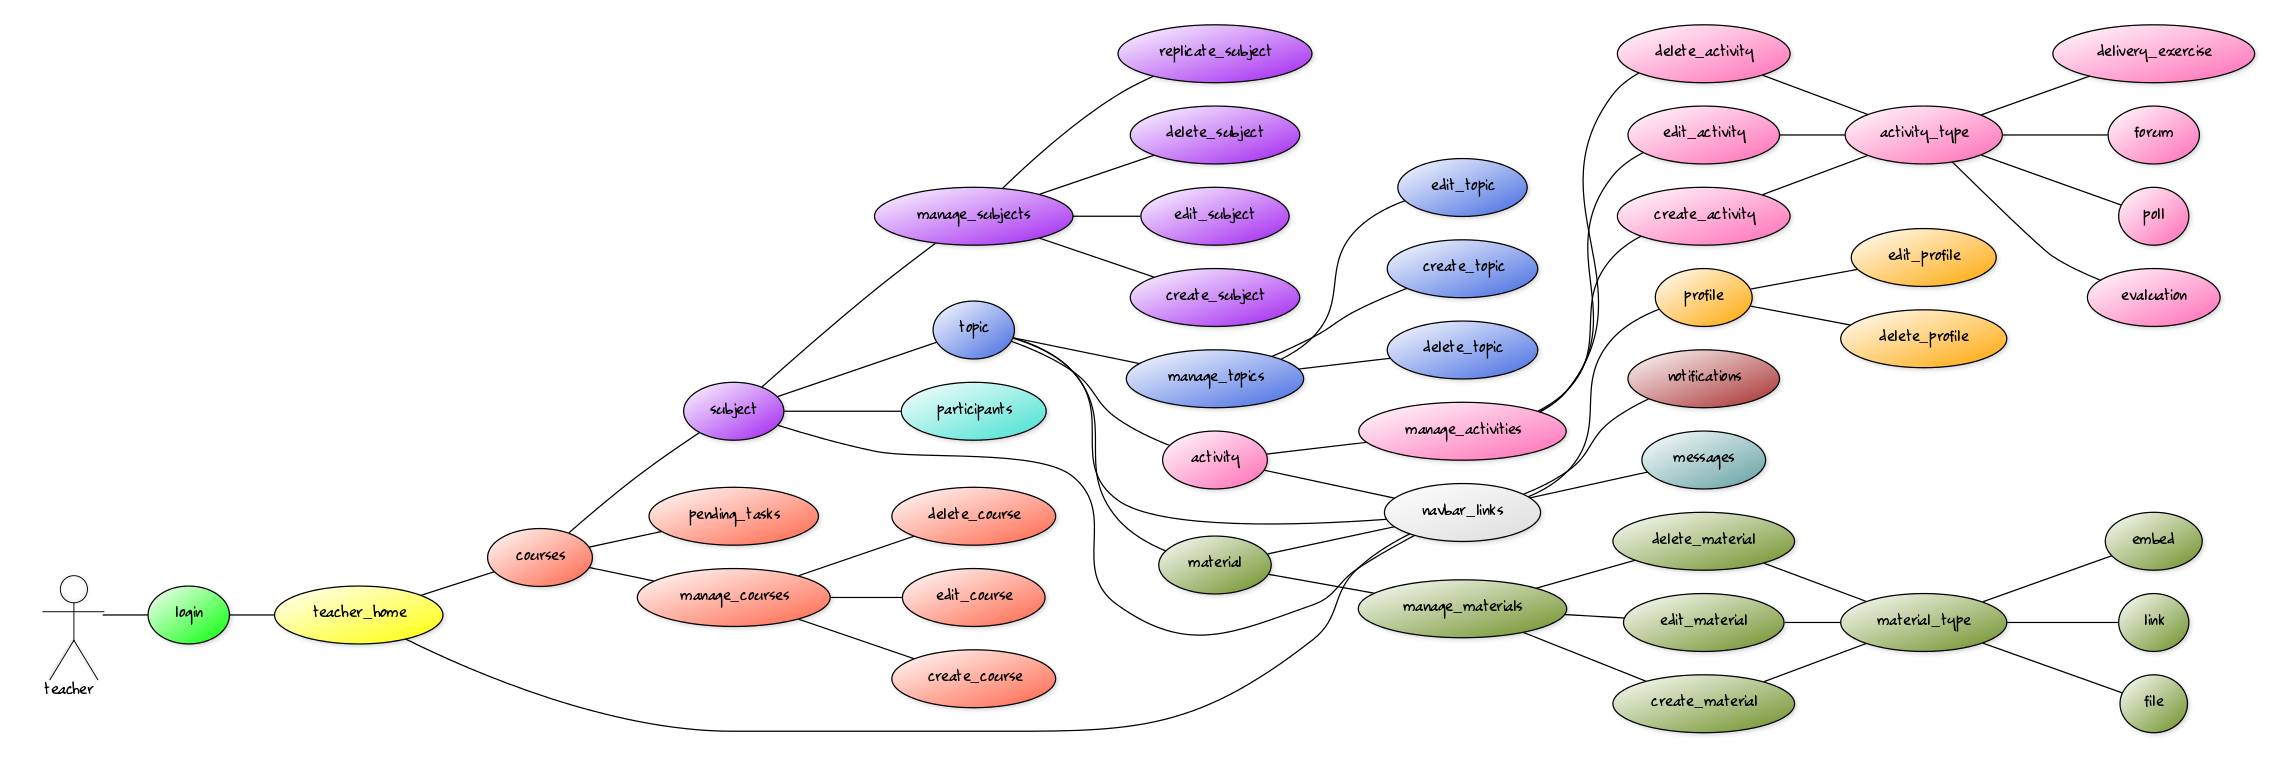 replicate_subject
delete_subject
manage_subjects
edit_subject
create_subject
edit_topic
create_topic
topic
delete_topic
manage_topics
subject
participants
manage_activities
activity
navbar_links
material
manage_materials
delete_activity
edit_activity
create_activity
activity_type
delivery_exercise
forum
poll
evaluation
profile
edit_profile
delete_profile
notifications
messages
delete_material
edit_material
create_material
material_type
embed
link
file
pending_tasks
courses
manage_courses
delete_course
edit_course
create_course
login
teacher_home
teacher